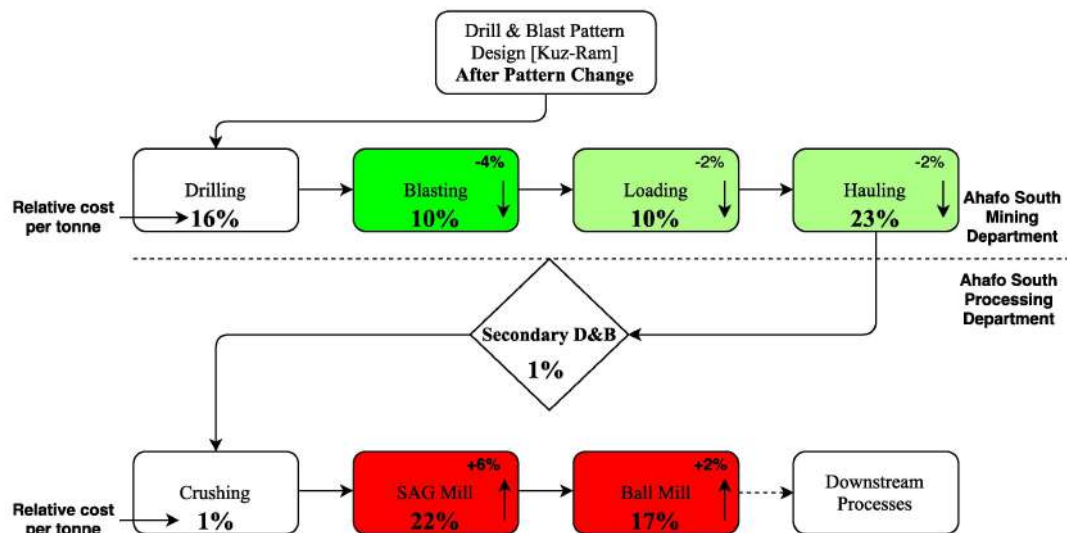 Drill & Blast Pattern
Design [Kuz-Ram]
After Pattern Change
Relative cost
per tonne
Drilling
16%
-4%
Blasting
10%
-2%
Loading
10%
-2%
Hauling
23%
Ahafo South
Mining
Department
Ahafo South
Processing
Department
Secondary D&B
1%
Relative cost
per tonne
Crushing
1%
+6%
SAG Mill
22%
+2%
Ball Mill
17%
Downstream
Processes